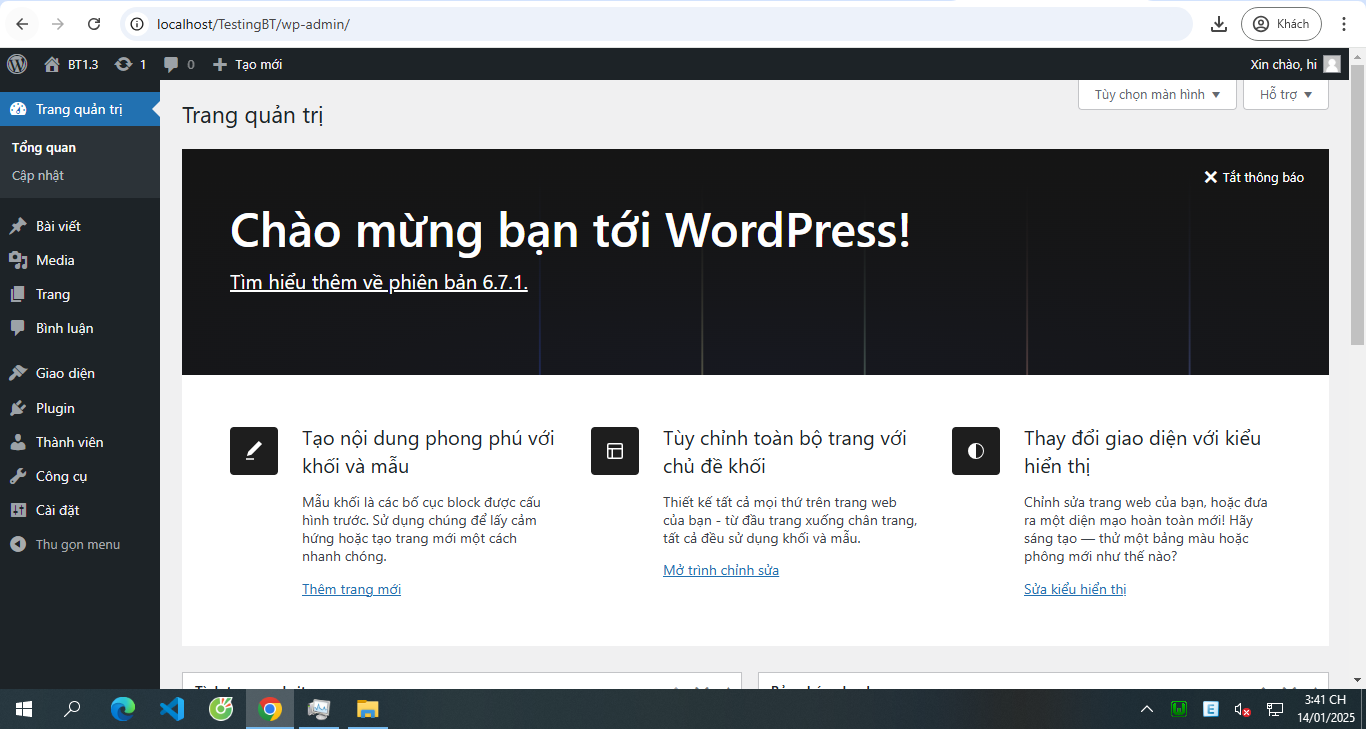 localhost/TestingBT/wp-admin/
Khách
BT1.3
1
0
Tạo mới
Xin chào, hi
Trang quản trị
Tổng quan
Cập nhật
Bài viết
Media
Trang
Bình luận
Giao diện
Plugin
Thành viên
Công cụ
Cài đặt
Thu gọn menu
Tùy chọn màn hình
Hỗ trợ
Trang quản trị
Tắt thông báo
Chào mừng bạn tới WordPress!
Tìm hiểu thêm về phiên bản 6.7.1.
Tạo nội dung phong phú với
khối và mẫu
Mẫu khối là các bố cục block được cấu
hình trước. Sử dụng chúng để lấy cảm
hứng hoặc tạo trang mới một cách
nhanh chóng.
Thêm trang mới
Tùy chỉnh toàn bộ trang với
chủ đề khối
Thiết kế tất cả mọi thứ trên trang web
của bạn - từ đầu trang xuống chân trang,
tất cả đều sử dụng khối và mẫu.
Mở trình chỉnh sửa
Thay đổi giao diện với kiểu
hiển thị
Chỉnh sửa trang web của bạn, hoặc đưa
ra một diện mạo hoàn toàn mới! Hãy
sáng tạo — thử một bảng màu hoặc
phông mới như thế nào?
Sửa kiểu hiển thị
3:41 CH
14/01/2025